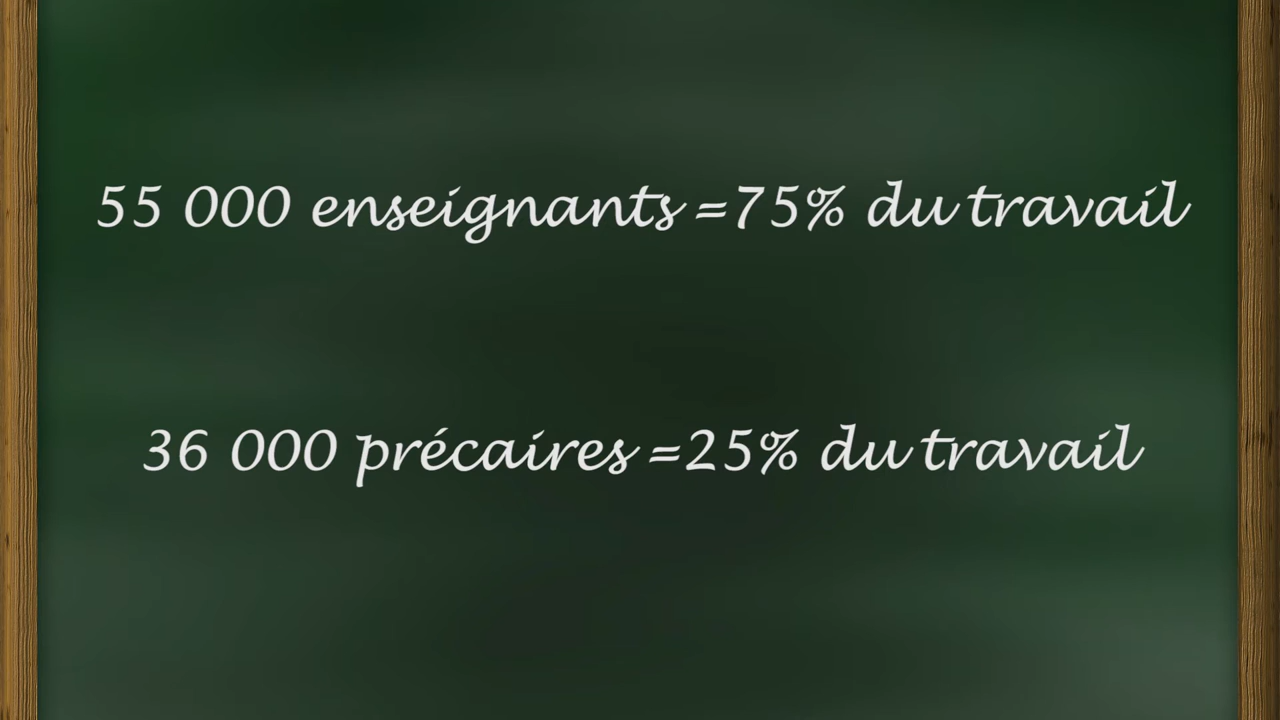 55 000 enseignants =75% du travail
36 000 précaires =25% du travail